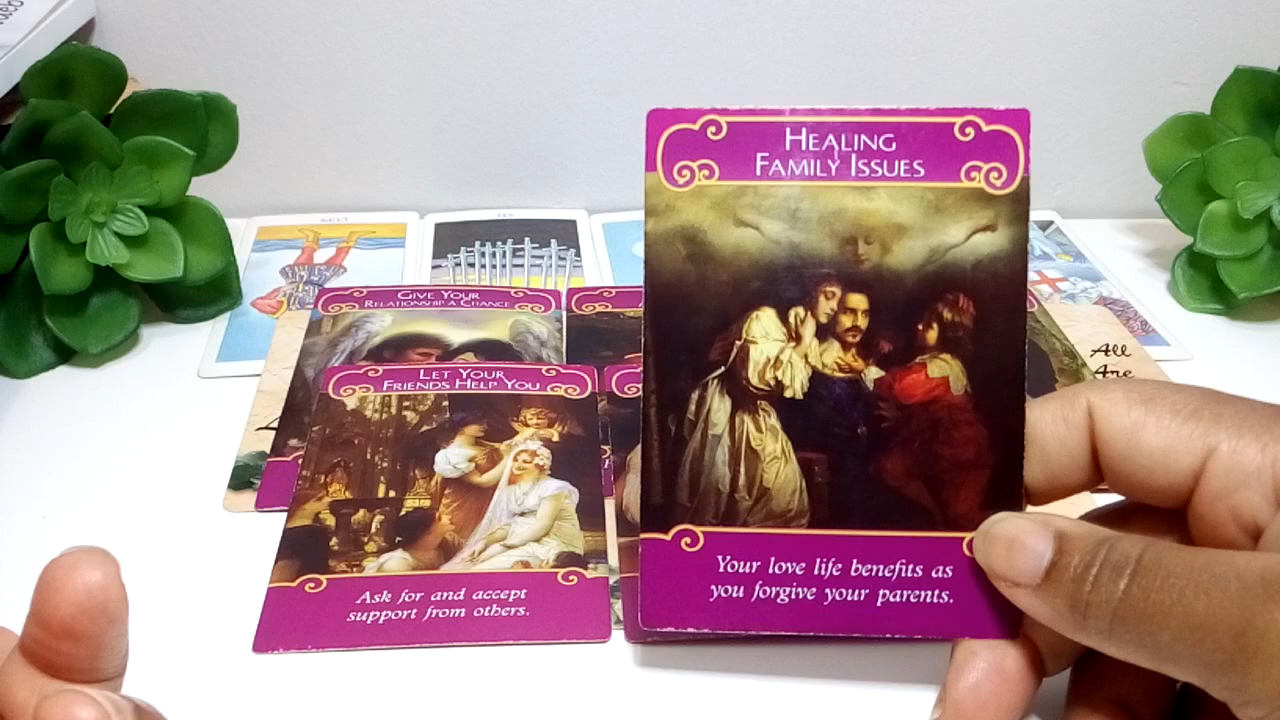 Healing
Family Issues
Give Your
Relationship a Chance
All
Are
Let Your
Friends Help You
Your love life benefits as
you forgive your parents.
Ask for and accept
support from others.